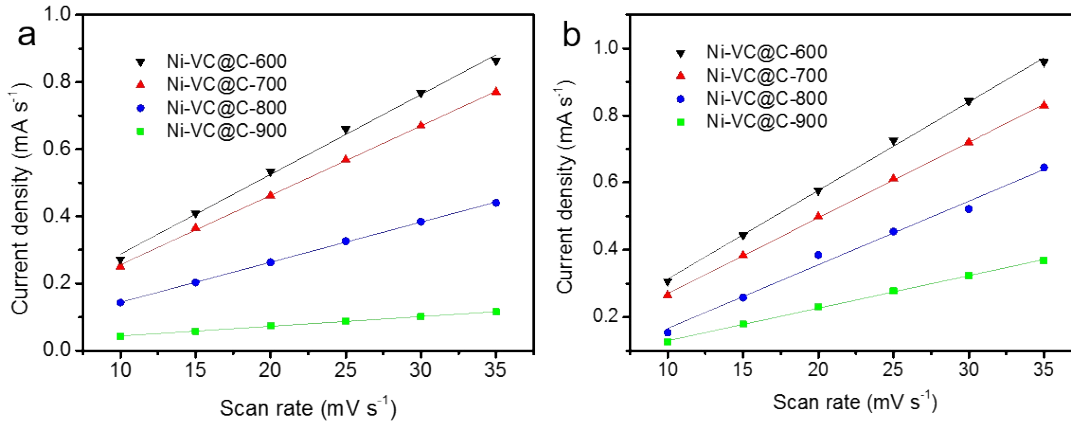 a
1.0
0.8
0.6
0.4
0.2
0.0
Current density (mA s⁻¹)
Ni-VC@C-600
Ni-VC@C-700
Ni-VC@C-800
Ni-VC@C-900
10 15 20 25 30 35
Scan rate (mV s⁻¹)
b
1.0
0.8
0.6
0.4
0.2
Current density (mA s⁻¹)
Ni-VC@C-600
Ni-VC@C-700
Ni-VC@C-800
Ni-VC@C-900
10 15 20 25 30 35
Scan rate (mV s⁻¹)